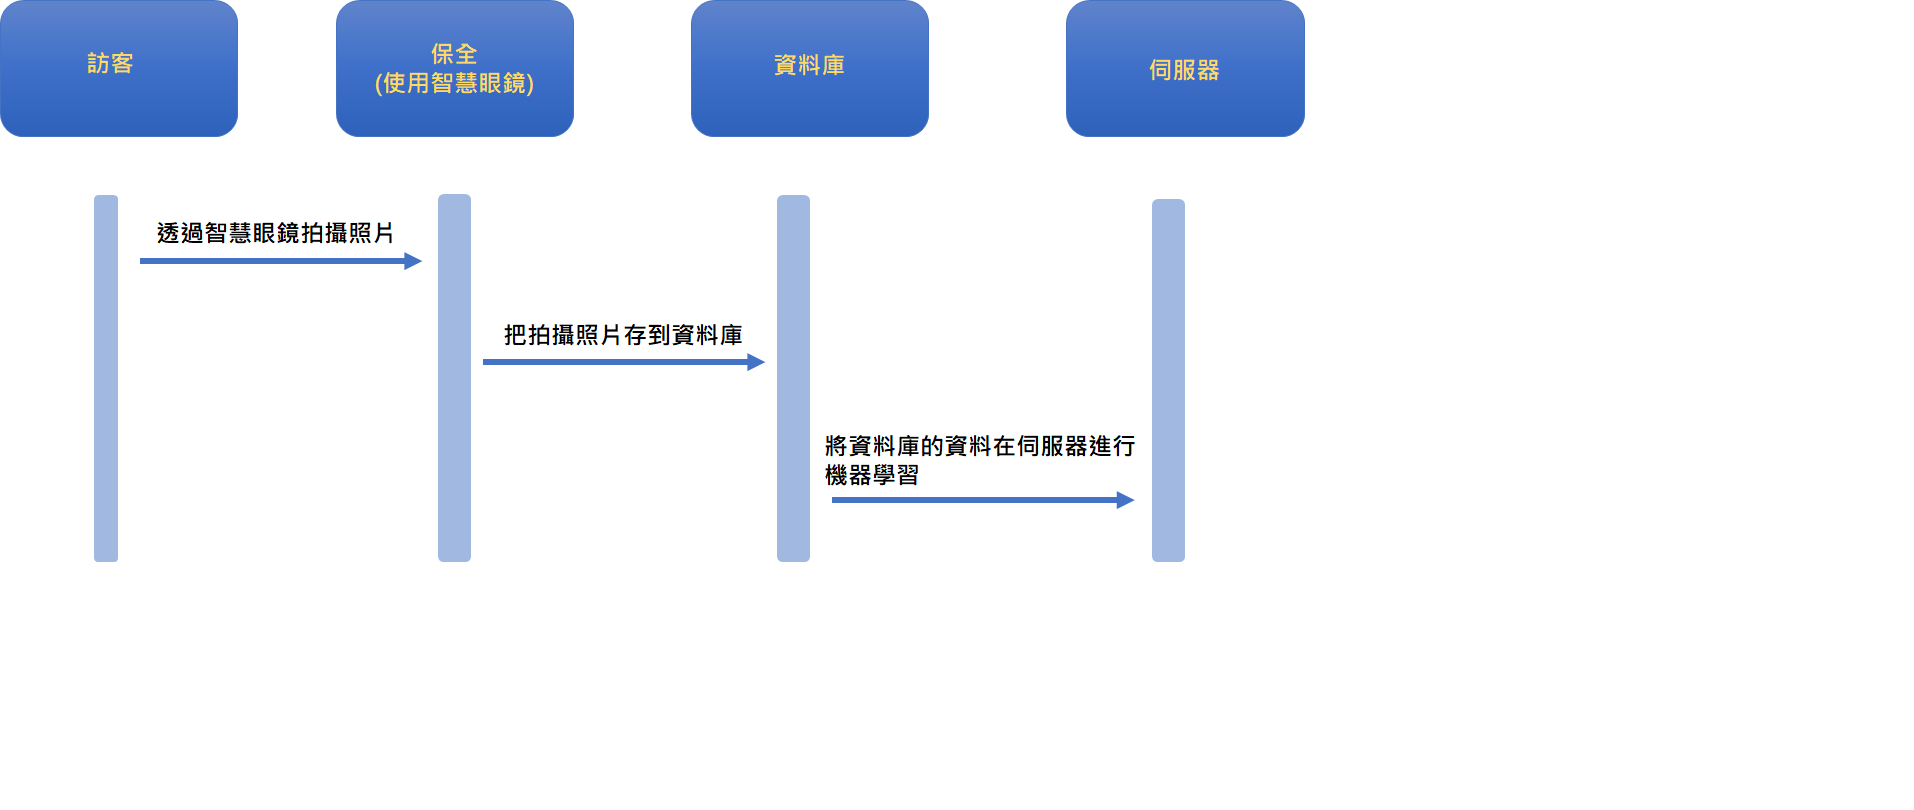 訪客
保全
(使用智慧眼鏡)
資料庫
伺服器
透過智慧眼鏡拍攝照片
把拍攝照片存到資料庫
將資料庫的資料在伺服器進行
機器學習